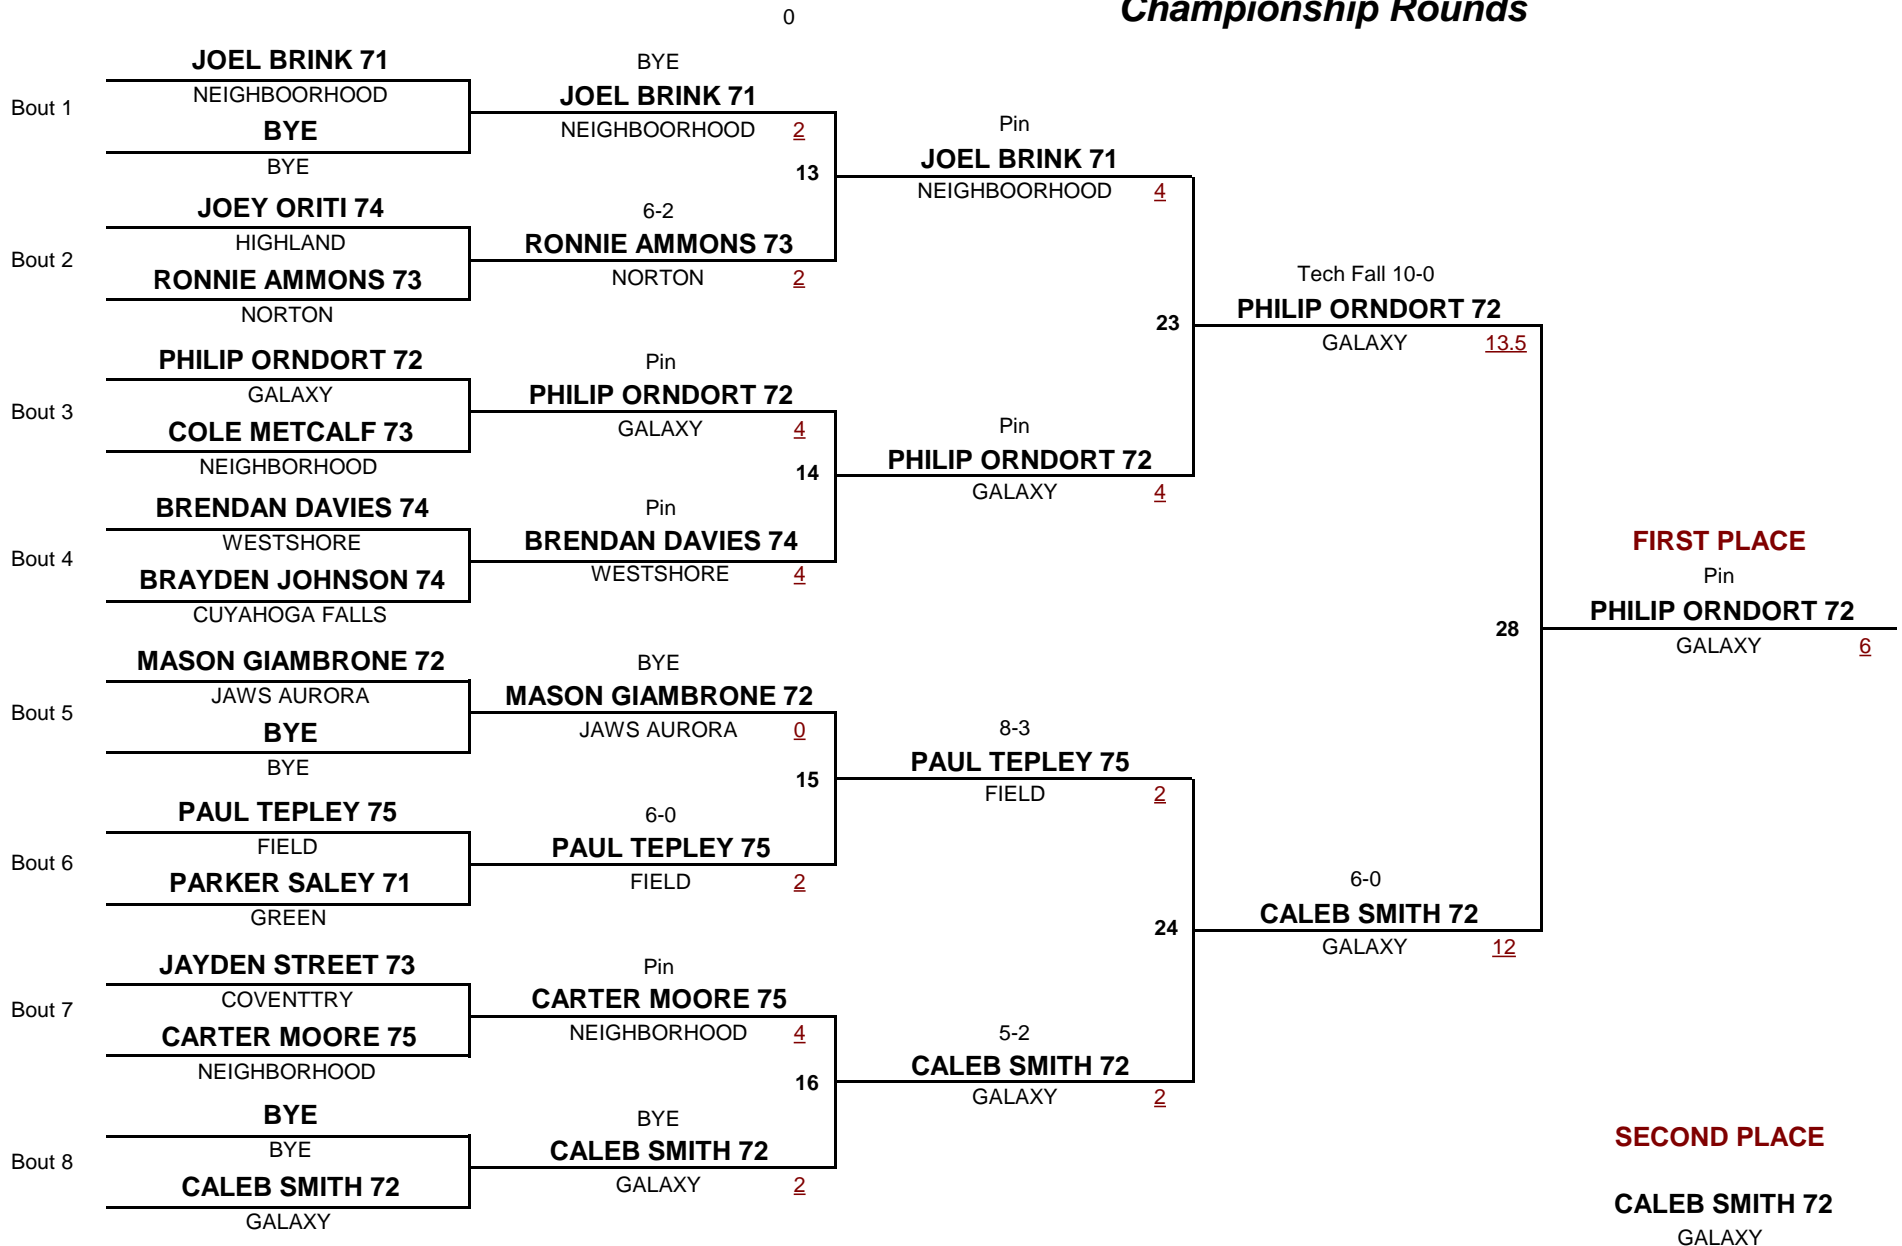 0
Championship Rounds
JOEL BRINK 71
NEIGHBOORHOOD
Bout 1
BYE
BYE
JOEY ORITI 74
HIGHLAND
Bout 2
RONNIE AMMONS 73
NORTON
PHILIP ORNDORT 72
GALAXY
Bout 3
COLE METCALF 73
NEIGHBORHOOD
BRENDAN DAVIES 74
WESTSHORE
Bout 4
BRAYDEN JOHNSON 74
CUYAHOGA FALLS
MASON GIAMBRONE 72
JAWS AURORA
Bout 5
BYE
BYE
PAUL TEPLEY 75
FIELD
Bout 6
PARKER SALEY 71
GREEN
JAYDEN STREET 73
COVENTTRY
Bout 7
CARTER MOORE 75
NEIGHBORHOOD
BYE
BYE
Bout 8
CALEB SMITH 72
GALAXY
BYE
JOEL BRINK 71
NEIGHBOORHOOD 2
13
6-2
RONNIE AMMONS 73
NORTON 2
Pin
PHILIP ORNDORT 72
GALAXY 4
14
Pin
BRENDAN DAVIES 74
WESTSHORE 4
BYE
MASON GIAMBRONE 72
JAWS AURORA 0
15
6-0
PAUL TEPLEY 75
FIELD 2
Pin
CARTER MOORE 75
NEIGHBORHOOD 4
16
BYE
CALEB SMITH 72
GALAXY 2
Pin
JOEL BRINK 71
NEIGHBOORHOOD 4
23
Pin
PHILIP ORNDORT 72
GALAXY 4
8-3
PAUL TEPLEY 75
FIELD 2
24
5-2
CALEB SMITH 72
GALAXY 2
Tech Fall 10-0
PHILIP ORNDORT 72
GALAXY 13.5
28
6-0
CALEB SMITH 72
GALAXY 12
FIRST PLACE
Pin
PHILIP ORNDORT 72
GALAXY 6
SECOND PLACE
CALEB SMITH 72
GALAXY